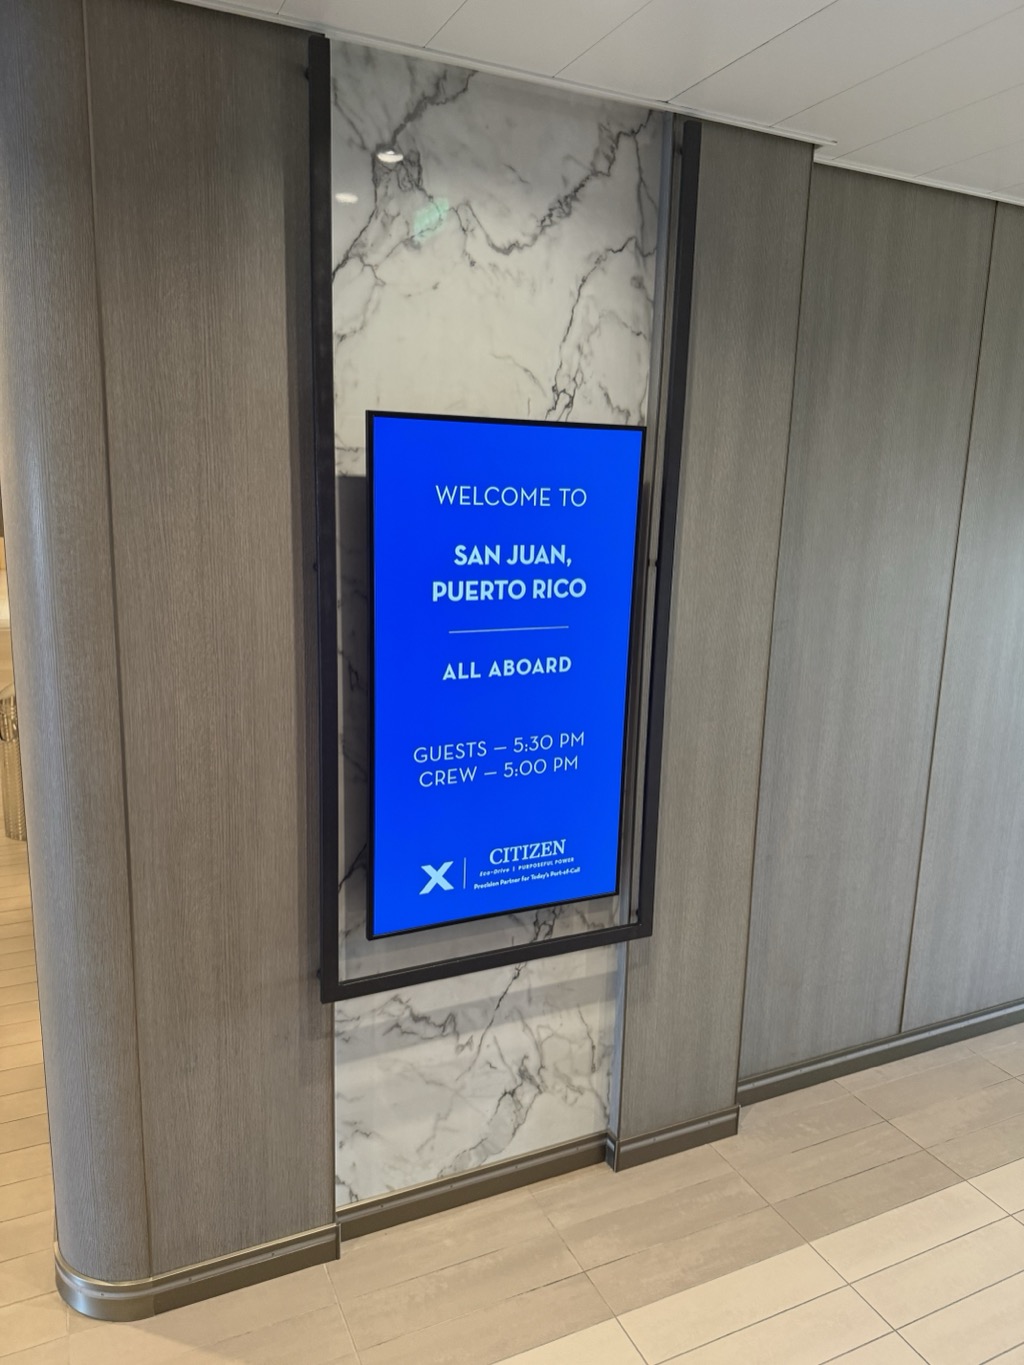 WELCOME TO
SAN JUAN,
PUERTO RICO
ALL ABOARD
GUESTS – 5:30 PM
CREW – 5:00 PM
X
CITIZEN
Eco-Drive | PURPOSEFUL POWER
Precision Partner for Today's Port-of-Call